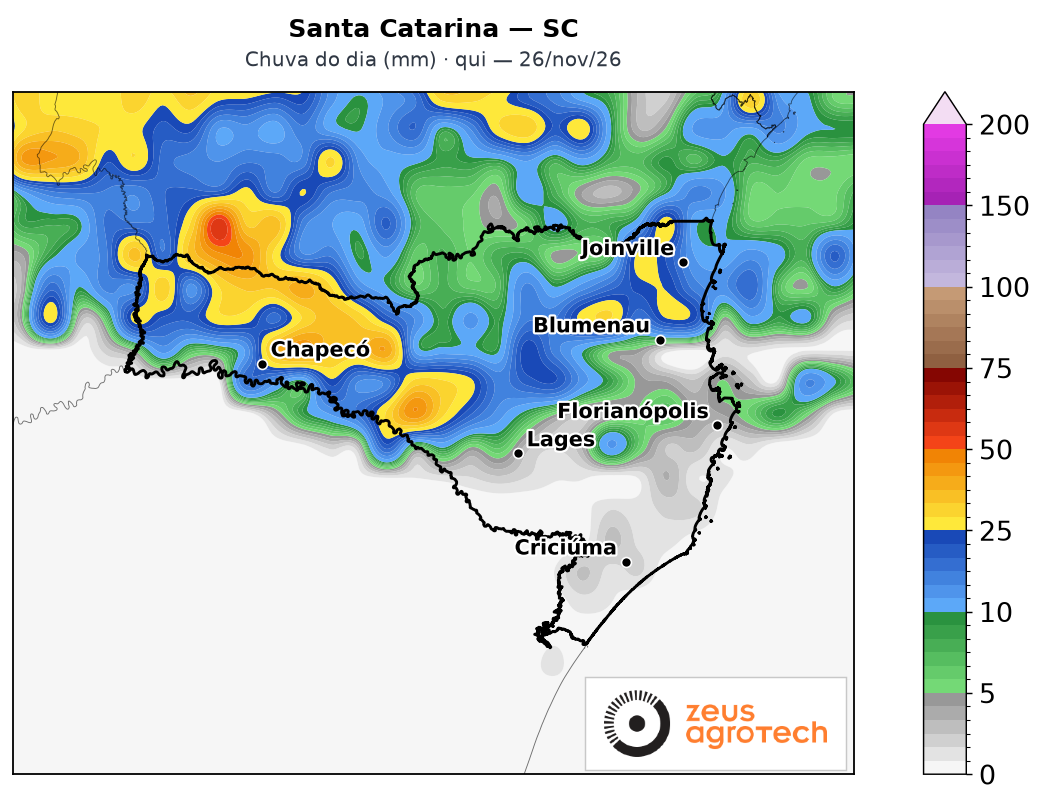 Santa Catarina — SC
Chuva do dia (mm) · qui — 26/nov/26
Joinville
Blumenau
Chapecó
Florianópolis
Lages
Criciúma
200
150
100
75
50
25
10
5
0
zeus
agrotech